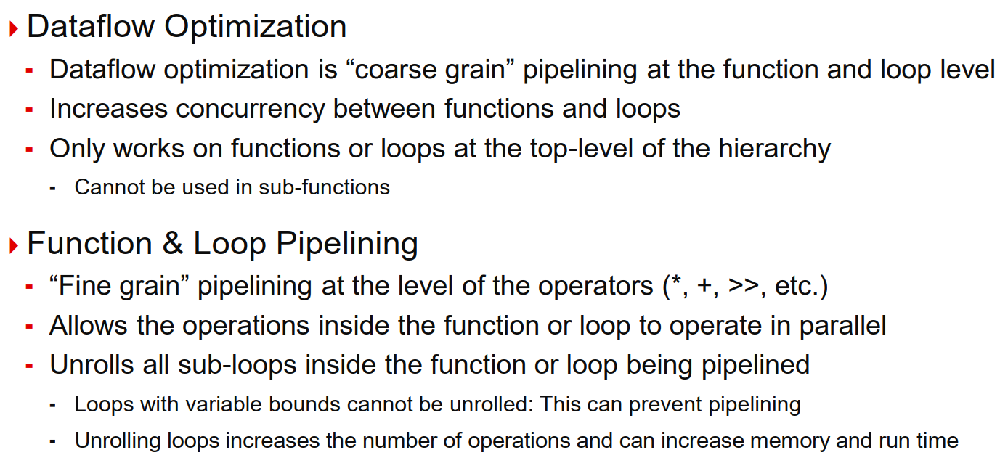 Dataflow Optimization
- Dataflow optimization is “coarse grain” pipelining at the function and loop level
- Increases concurrency between functions and loops
- Only works on functions or loops at the top-level of the hierarchy
- Cannot be used in sub-functions
Function & Loop Pipelining
- “Fine grain” pipelining at the level of the operators (*, +, >>, etc.)
- Allows the operations inside the function or loop to operate in parallel
- Unrolls all sub-loops inside the function or loop being pipelined
- Loops with variable bounds cannot be unrolled: This can prevent pipelining
- Unrolling loops increases the number of operations and can increase memory and run time